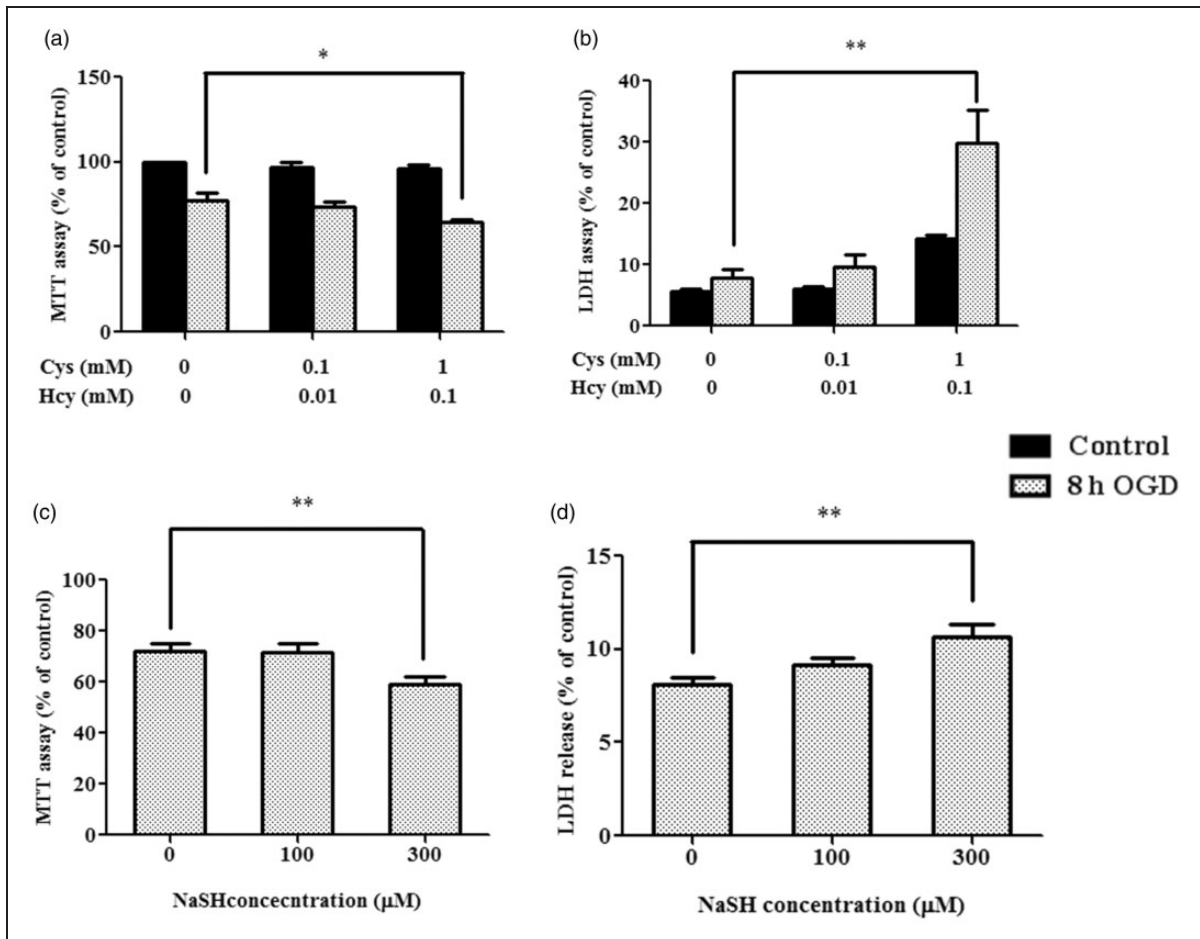 (a)
*
MTT assay (% of control)
150
100
50
0
Cys (mM) 0 0.1 1
Hcy (mM) 0 0.01 0.1
(b)
**
LDH assay (% of control)
40
30
20
10
0
Cys (mM) 0 0.1 1
Hcy (mM) 0 0.01 0.1
Control
8 h OGD
(c)
**
MTT assay (% of control)
100
80
60
40
20
0
0 100 300
NaSHconcecntration (μM)
(d)
**
LDH release (% of control)
15
10
5
0
0 100 300
NaSH concentration (μM)